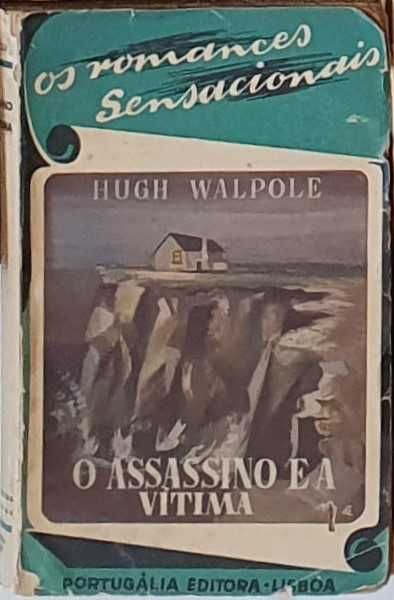 os romances
Sensacionais
HUGH WALPOLE
O ASSASSINO E A
VÍTIMA
PORTUGÁLIA EDITORA • LISBOA